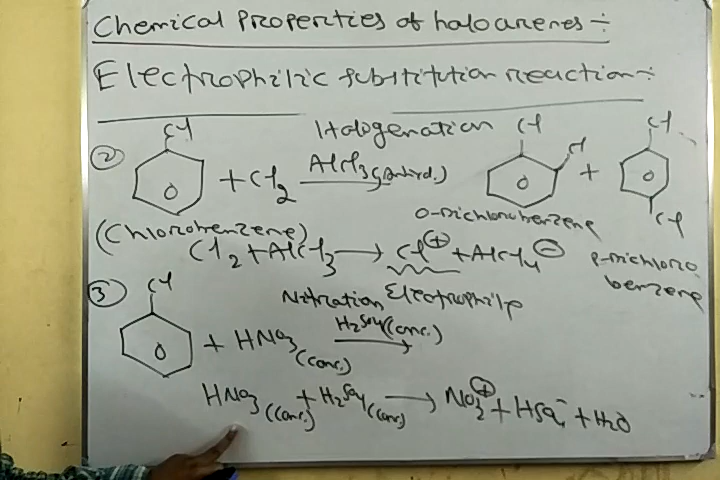 Chemical Properties of haloarenes ÷
Electrophilic substitution reaction ÷
Halogenation
② Cl + Cl2 AlCl3 (anhyd.) Cl Cl + Cl Cl
(Chlorobenzene) O-Dichlorobenzene
Cl2 + AlCl3 → Cl⊕ + AlCl4⊖ P-Dichloro
benzene
Electrophile
③ Cl Nitration
+ HNO3 (conc.) H2SO4 (conc.)
HNO3 (conc.) + H2SO4 (conc.) → NO2⊕ + HSO4- + H2O